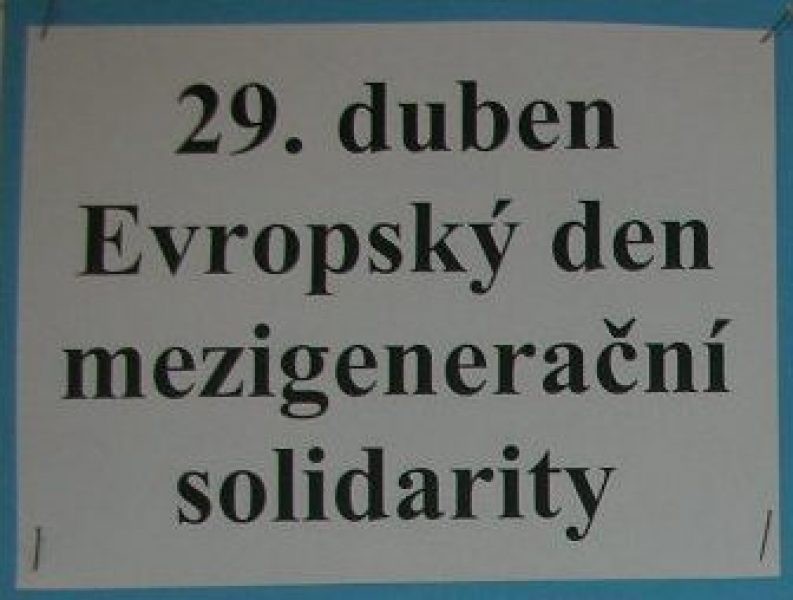 29. duben
Evropský den
mezigenerační
solidarity